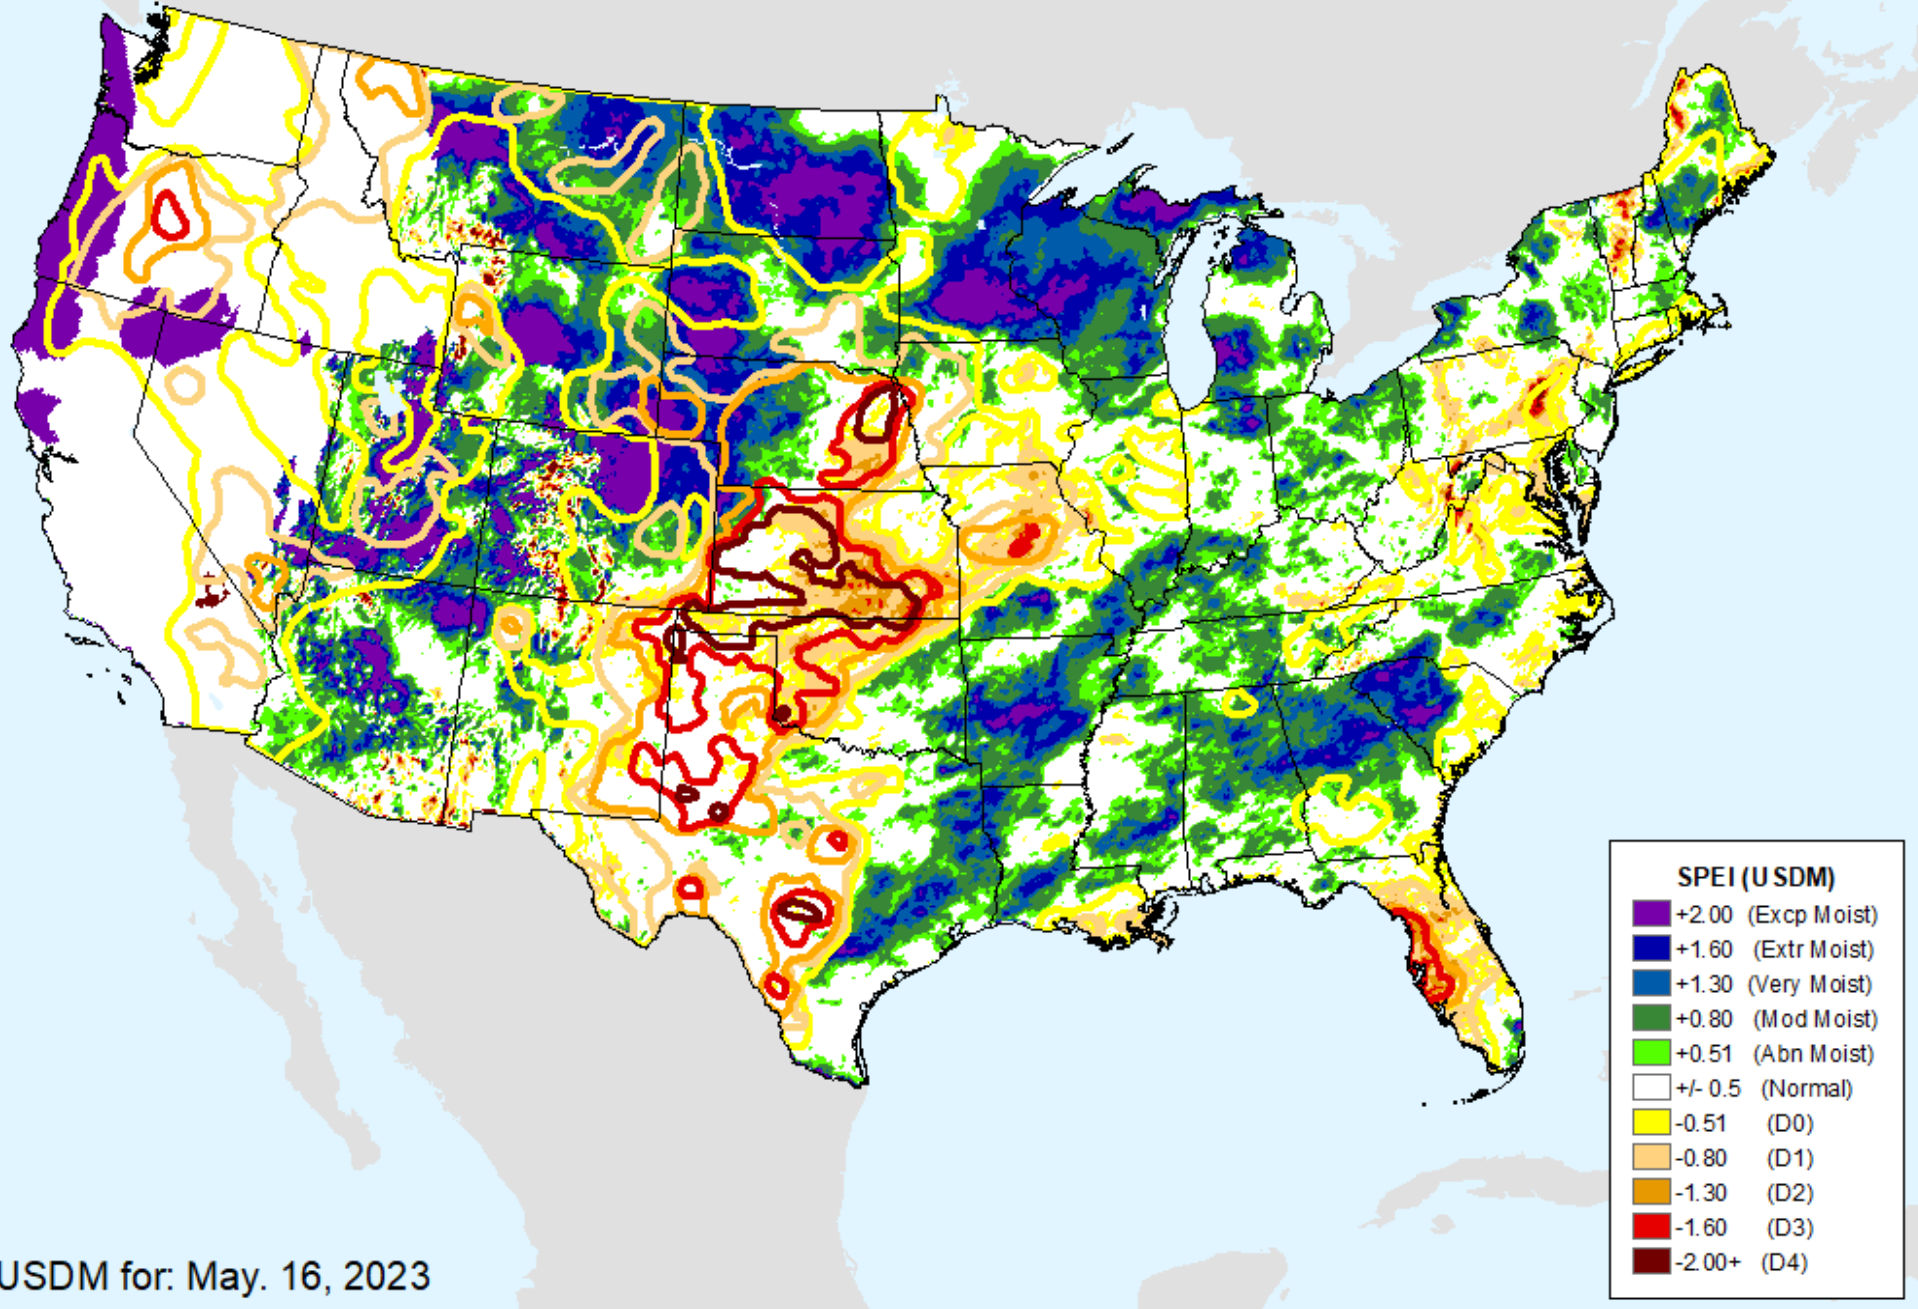 SPEI (USDM)
+2.00 (Excp Moist)
+1.60 (Extr Moist)
+1.30 (Very Moist)
+0.80 (Mod Moist)
+0.51 (Abn Moist)
+/- 0.5 (Normal)
-0.51 (D0)
-0.80 (D1)
-1.30 (D2)
-1.60 (D3)
-2.00+ (D4)
USDM for: May. 16, 2023